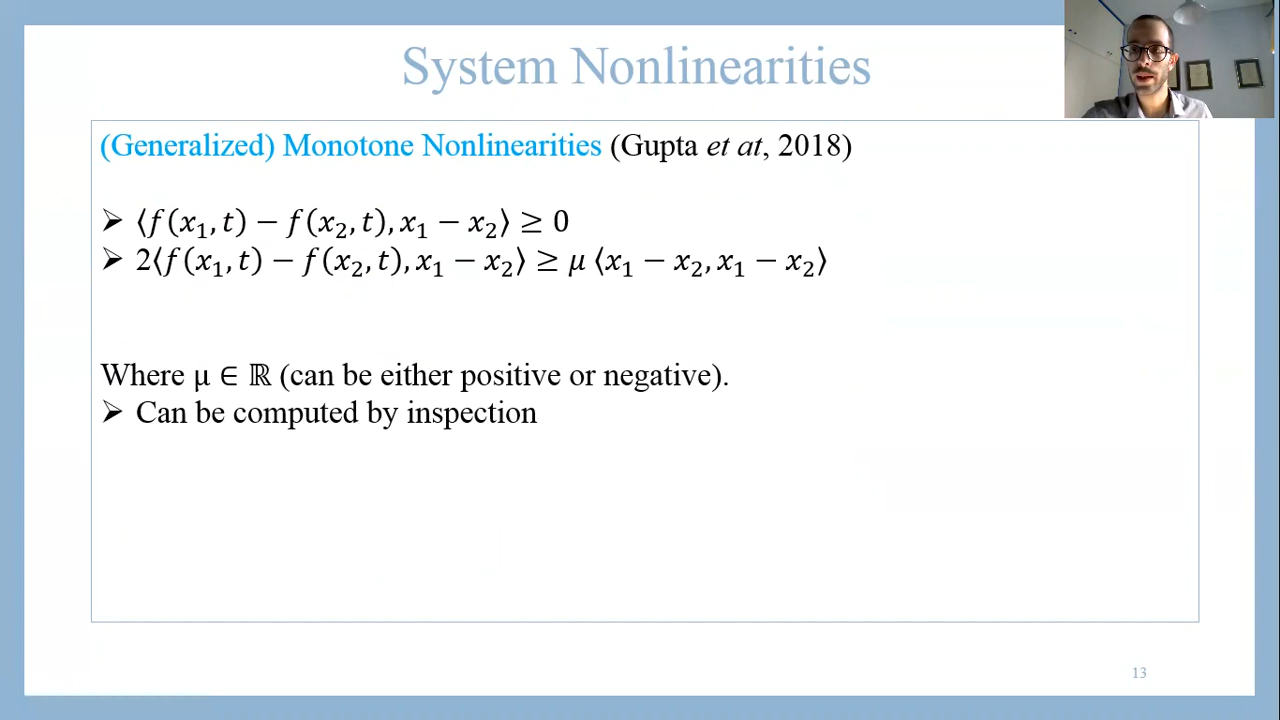 System Nonlinearities
(Generalized) Monotone Nonlinearities (Gupta et at, 2018)
➢ ⟨f(x₁, t) − f(x₂, t), x₁ − x₂⟩ ≥ 0
➢ 2⟨f(x₁, t) − f(x₂, t), x₁ − x₂⟩ ≥ μ ⟨x₁ − x₂, x₁ − x₂⟩
Where μ ∈ ℝ (can be either positive or negative).
➢ Can be computed by inspection
13